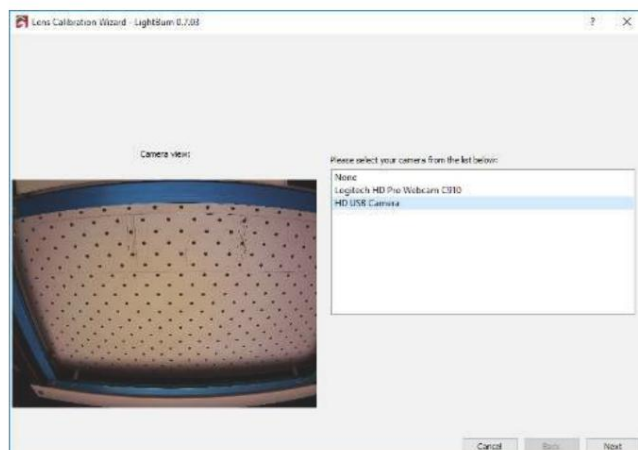 Lens Calibration Wizard - LightBurn 0.7.03
Camera view:
Please select your camera from the list below:
None
Logitech HD Pro Webcam C910
HD USB Camera
Cancel
Back
Next